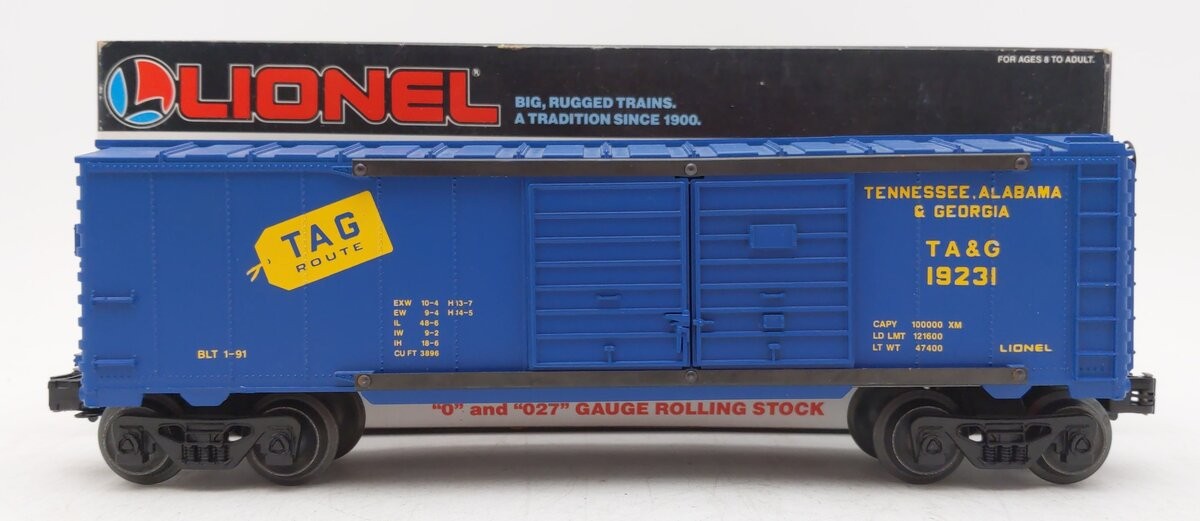 LIONEL®
BIG, RUGGED TRAINS.
A TRADITION SINCE 1900.
FOR AGES 8 TO ADULT.
TAG
ROUTE
TENNESSEE, ALABAMA
& GEORGIA
TA&G
19231
EXW 10-4 H 13-7
EW 9-4 H 14-5
IL 48-6
IW 9-2
IH 18-6
CU FT 3896
BLT 1-91
CAPY 100000 XM
LD LMT 121600
LT WT 47400
LIONEL
"0" and "027" GAUGE ROLLING STOCK